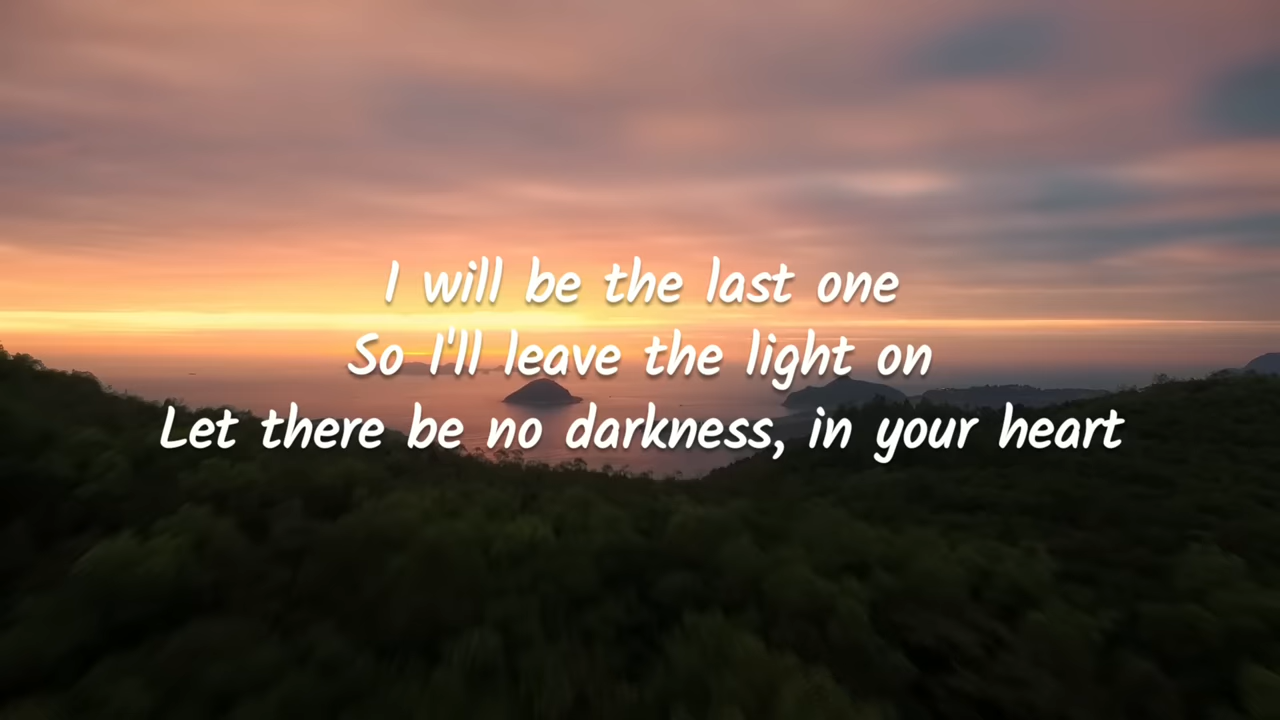 I will be the last one
So I'll leave the light on
Let there be no darkness, in your heart